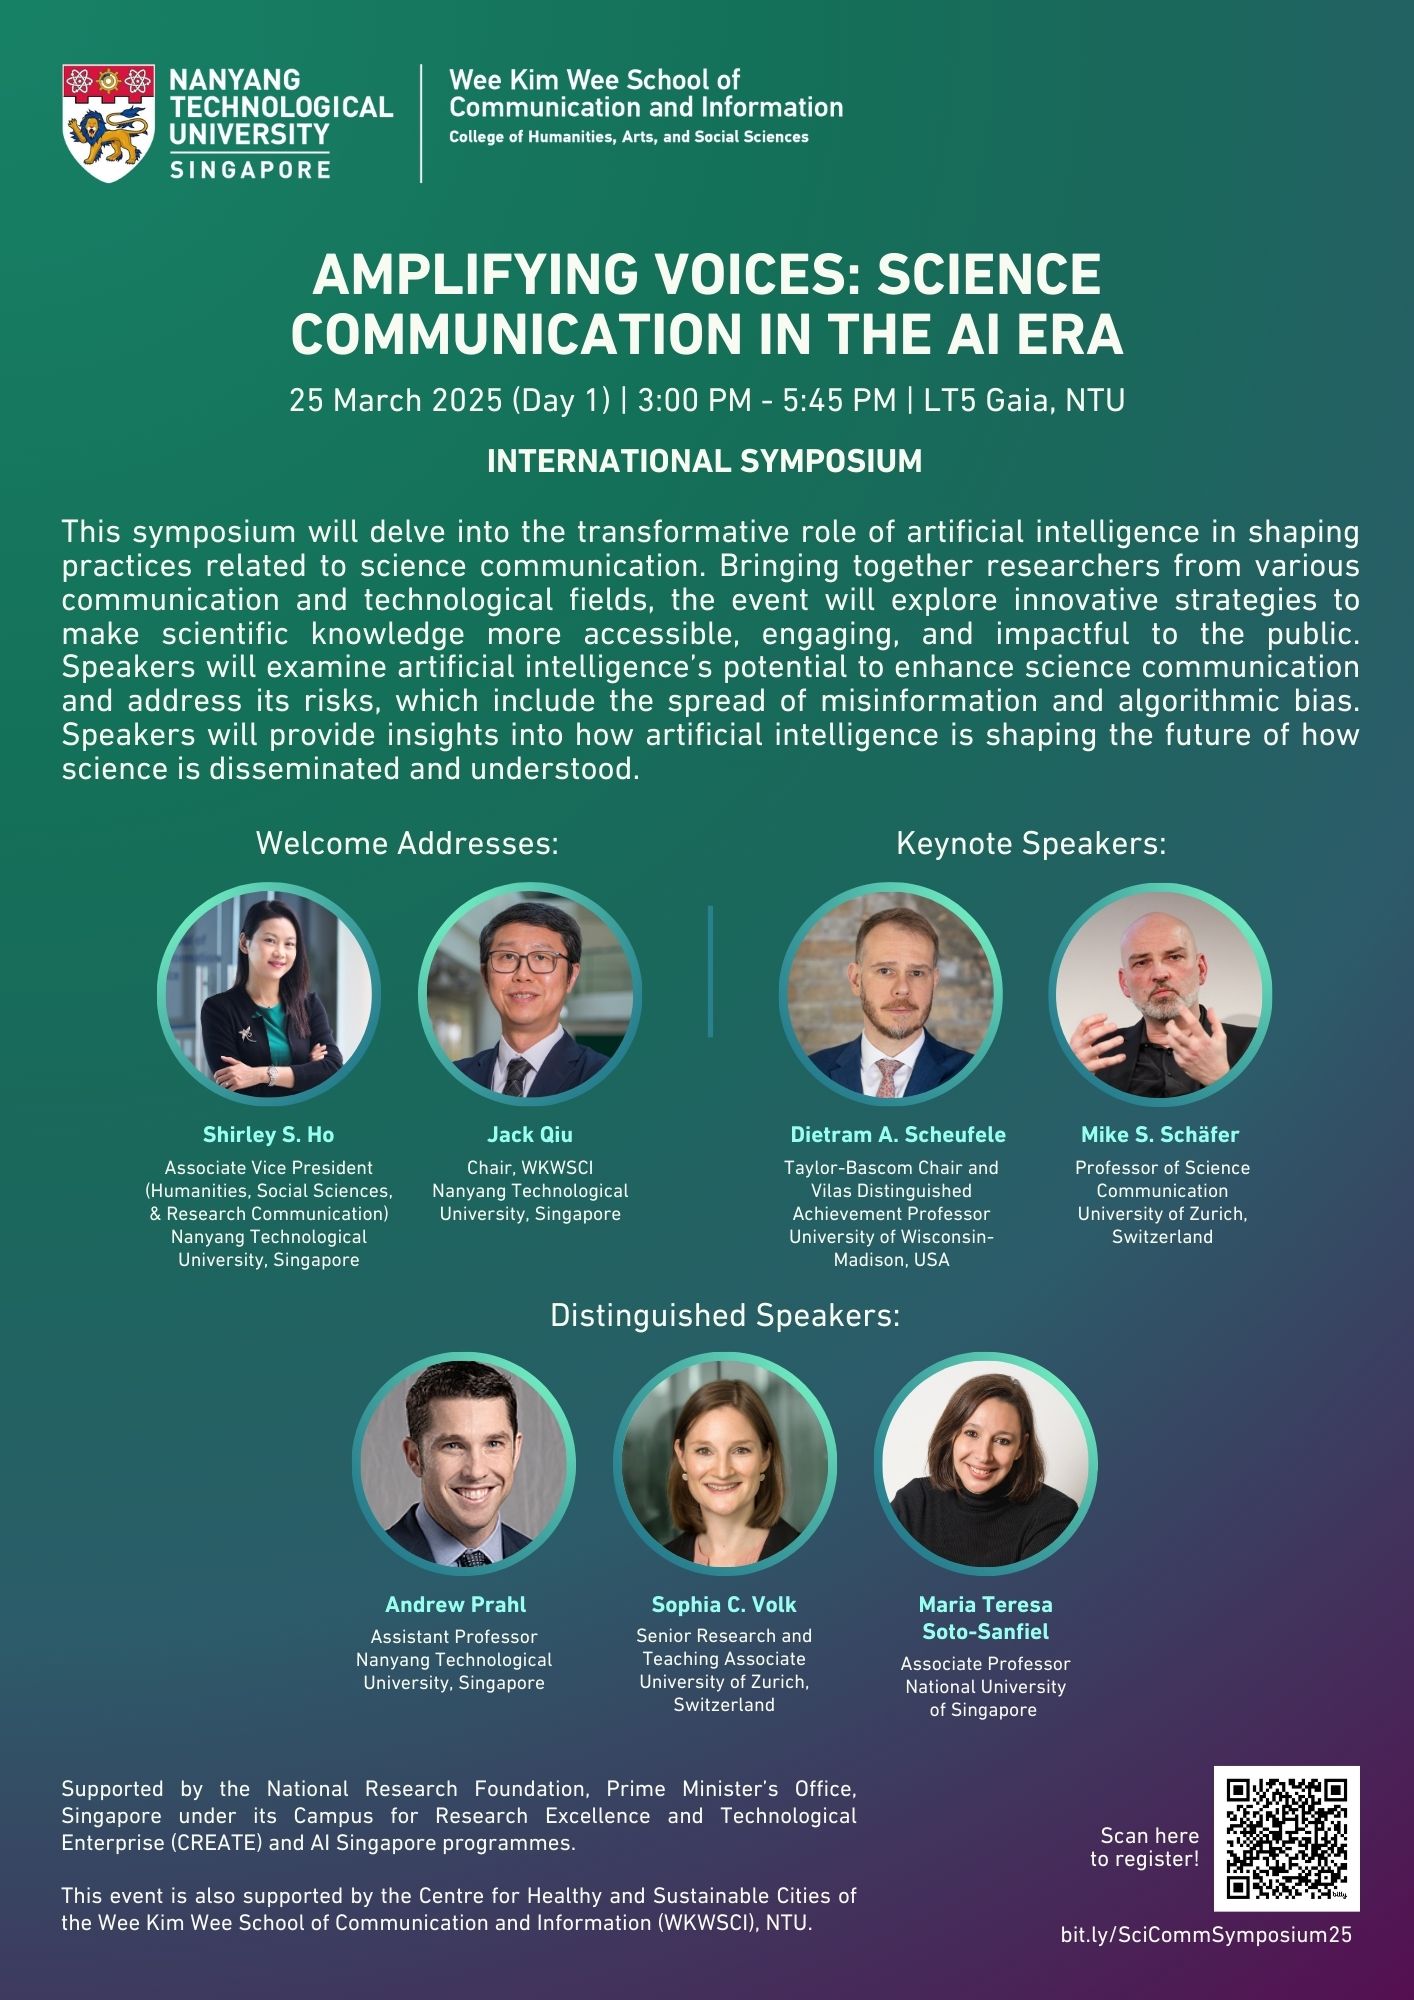 NANYANG
TECHNOLOGICAL
UNIVERSITY
SINGAPORE
Wee Kim Wee School of
Communication and Information
College of Humanities, Arts, and Social Sciences
AMPLIFYING VOICES: SCIENCE
COMMUNICATION IN THE AI ERA
25 March 2025 (Day 1) | 3:00 PM - 5:45 PM | LT5 Gaia, NTU
INTERNATIONAL SYMPOSIUM
This symposium will delve into the transformative role of artificial intelligence in shaping
practices related to science communication. Bringing together researchers from various
communication and technological fields, the event will explore innovative strategies to
make scientific knowledge more accessible, engaging, and impactful to the public.
Speakers will examine artificial intelligence's potential to enhance science communication
and address its risks, which include the spread of misinformation and algorithmic bias.
Speakers will provide insights into how artificial intelligence is shaping the future of how
science is disseminated and understood.
Welcome Addresses:
Shirley S. Ho
Associate Vice President
(Humanities, Social Sciences,
& Research Communication)
Nanyang Technological
University, Singapore
Jack Qiu
Chair, WKWSCI
Nanyang Technological
University, Singapore
Keynote Speakers:
Dietram A. Scheufele
Taylor-Bascom Chair and
Vilas Distinguished
Achievement Professor
University of Wisconsin-
Madison, USA
Mike S. Schäfer
Professor of Science
Communication
University of Zurich,
Switzerland
Distinguished Speakers:
Andrew Prahl
Assistant Professor
Nanyang Technological
University, Singapore
Sophia C. Volk
Senior Research and
Teaching Associate
University of Zurich,
Switzerland
Maria Teresa
Soto-Sanfiel
Associate Professor
National University
of Singapore
Supported by the National Research Foundation, Prime Minister's Office,
Singapore under its Campus for Research Excellence and Technological
Enterprise (CREATE) and AI Singapore programmes.
This event is also supported by the Centre for Healthy and Sustainable Cities of
the Wee Kim Wee School of Communication and Information (WKWSCI), NTU.
Scan here
to register!
bitly
bit.ly/SciCommSymposium25